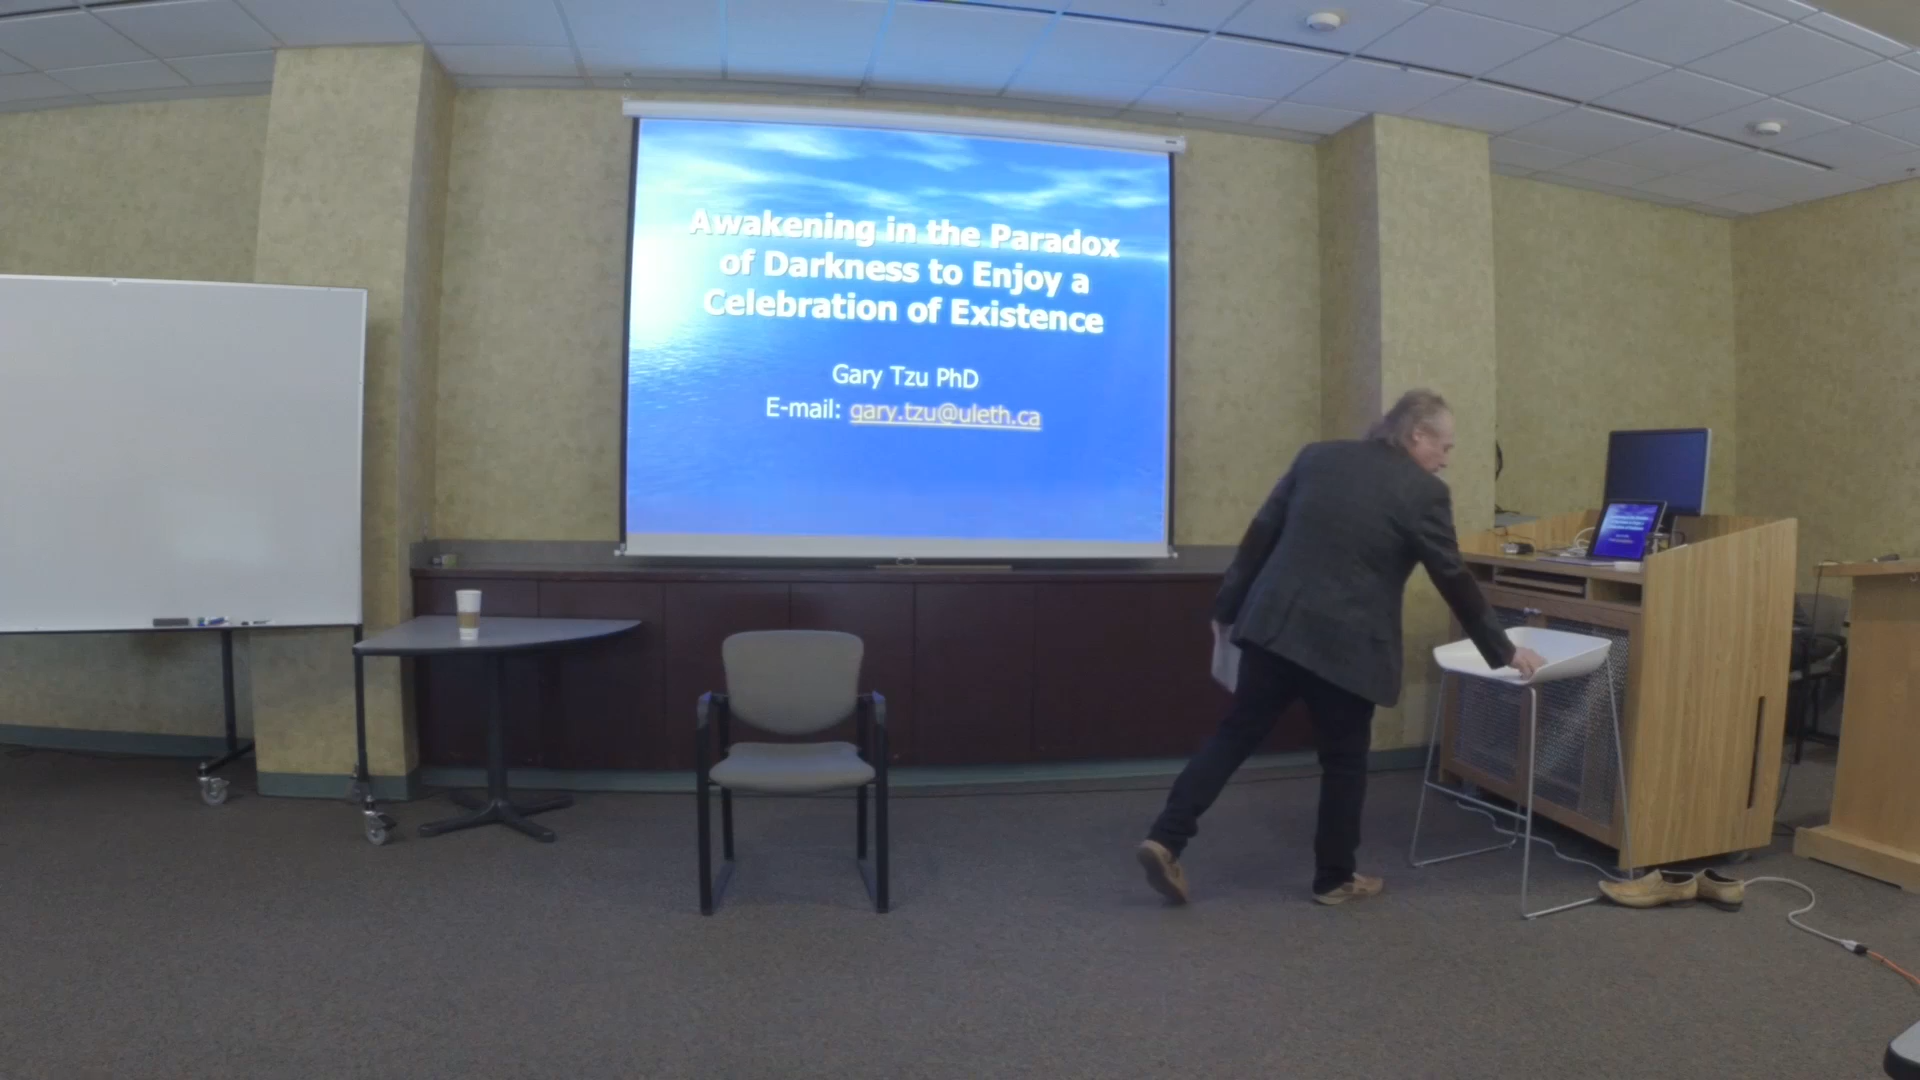 Awakening in the Paradox
of Darkness to Enjoy a
Celebration of Existence
Gary Tzu PhD
E-mail: gary.tzu@uleth.ca